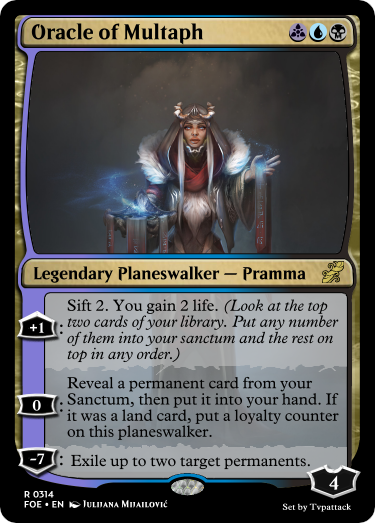 Oracle of Multaph
Legendary Planeswalker — Pramma
+1: Sift 2. You gain 2 life. (Look at the top
two cards of your library. Put any number
of them into your sanctum and the rest on
top in any order.)
0: Reveal a permanent card from your
Sanctum, then put it into your hand. If
it was a land card, put a loyalty counter
on this planeswalker.
-7: Exile up to two target permanents.
4
R 0314
FOE • EN Julijana Mijailović
Set by Tvpattack